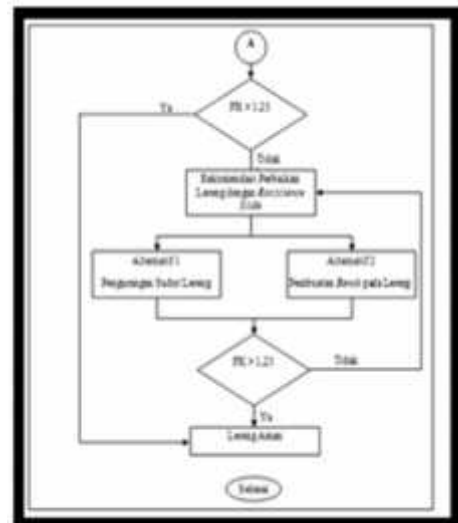 A
FK > 1,25
Ya
Tidak
Rekomendasi Perbaikan
Lereng dengan
Alternatif 1
Pengurangan Sudut Lereng
Alternatif 2
Pembuatan Bench pada Lereng
FK > 1,25
Tidak
Ya
Lereng Aman
Selesai